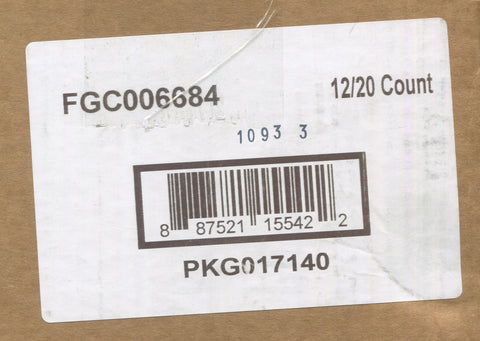 FGC006684 12/20 Count
1093 3
8 87521 15542 2
PKG017140